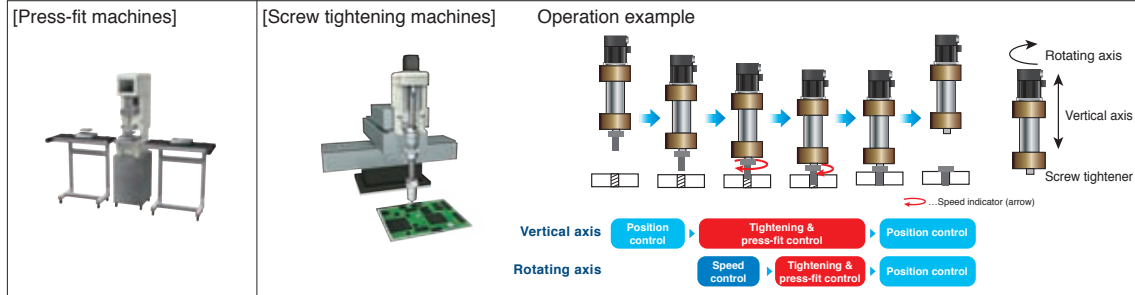 [Press-fit machines]
[Screw tightening machines]
Operation example
Rotating axis
Vertical axis
Screw tightener
...Speed indicator (arrow)
Vertical axis
Position
control
Tightening &
press-fit control
Position control
Rotating axis
Speed
control
Tightening &
press-fit control
Position control